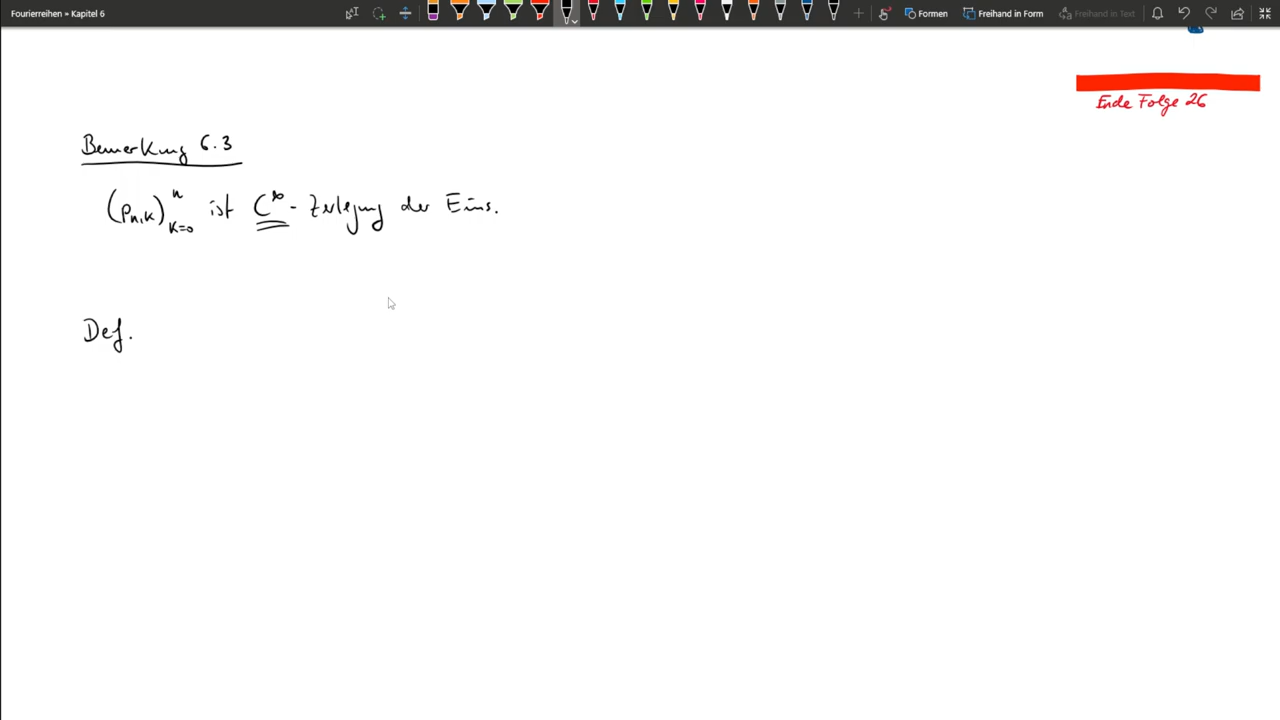 Fourierreihen » Kapitel 6
Formen
Freihand in Form
Freihand in Text
Ende Folge 26
Bemerkung 6.3
(p_{n,k})_{k=0}^{n} ist C^∞ - Zerlegung der Eins.
Def.